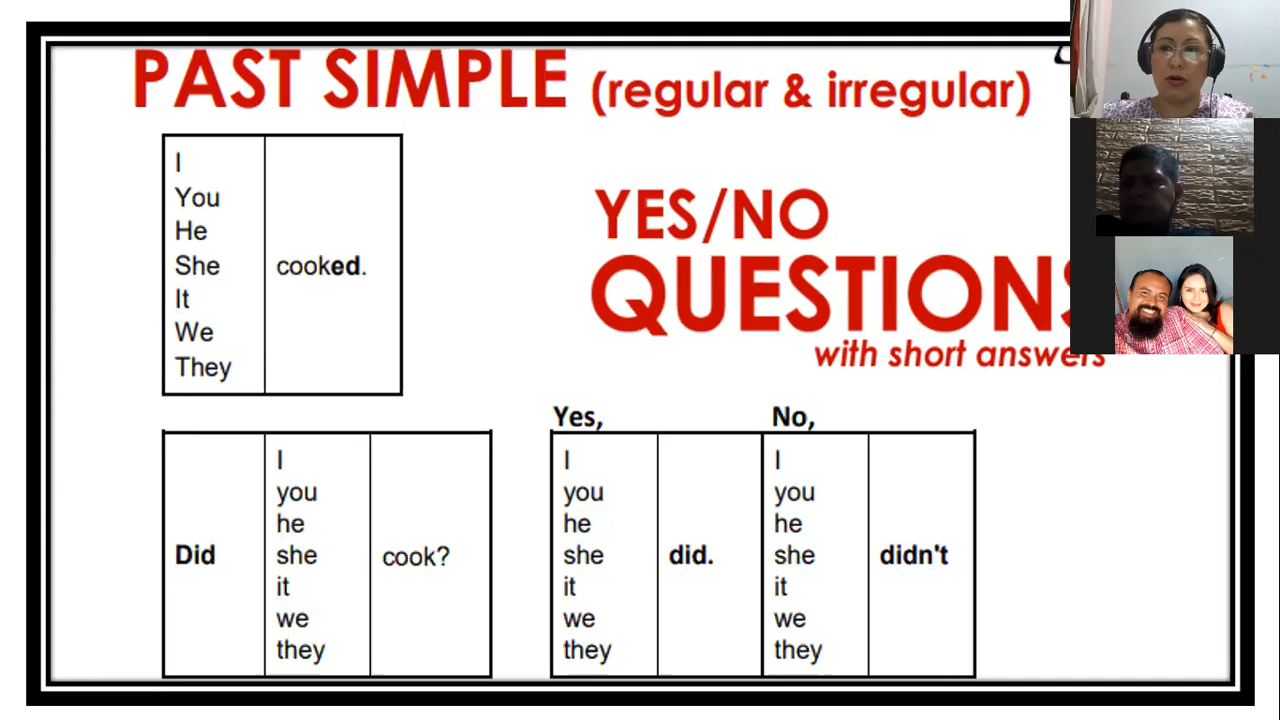 PAST SIMPLE (regular & irregular)
I
You
He
She
It
We
They
cooked.
YES/NO
QUESTIONS
with short answers
Did
I
you
he
she
it
we
they
cook?
Yes,
I
you
he
she
it
we
they
did.
No,
I
you
he
she
it
we
they
didn't